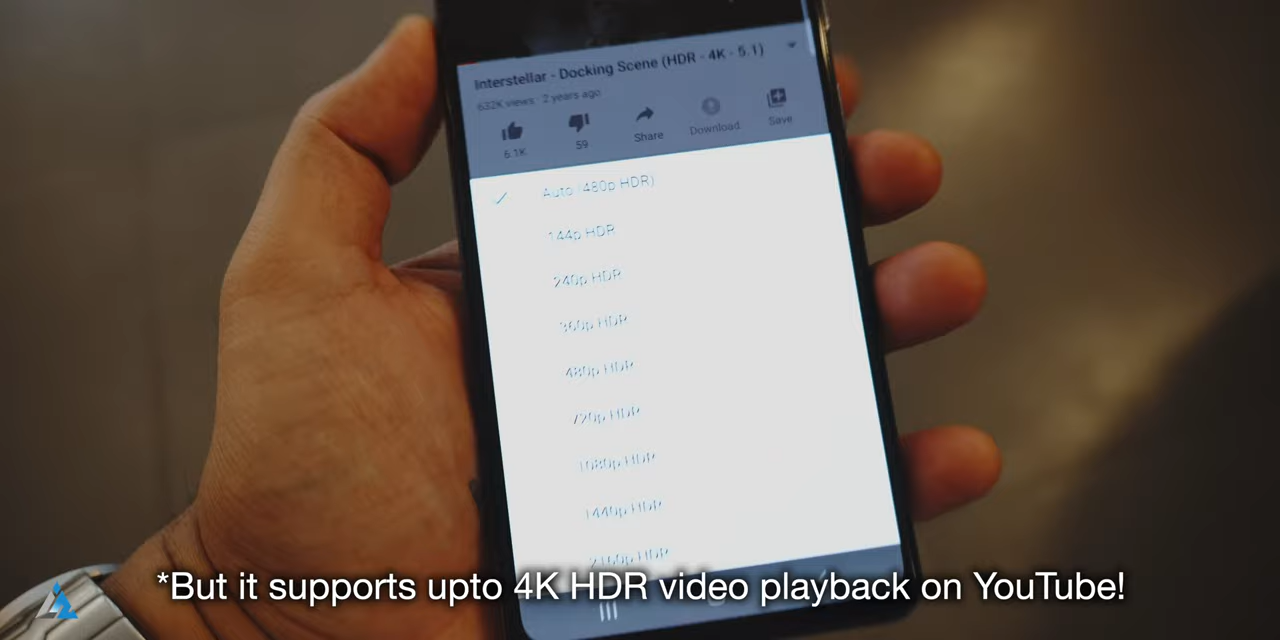 Interstellar - Docking Scene (HDR - 4K - 5.1)
632K views · 2 years ago
6.1K
59
Share
Download
Save
Auto (480p HDR)
144p HDR
240p HDR
360p HDR
480p HDR
720p HDR
1080p HDR
1440p HDR
2160p HDR
*But it supports upto 4K HDR video playback on YouTube!